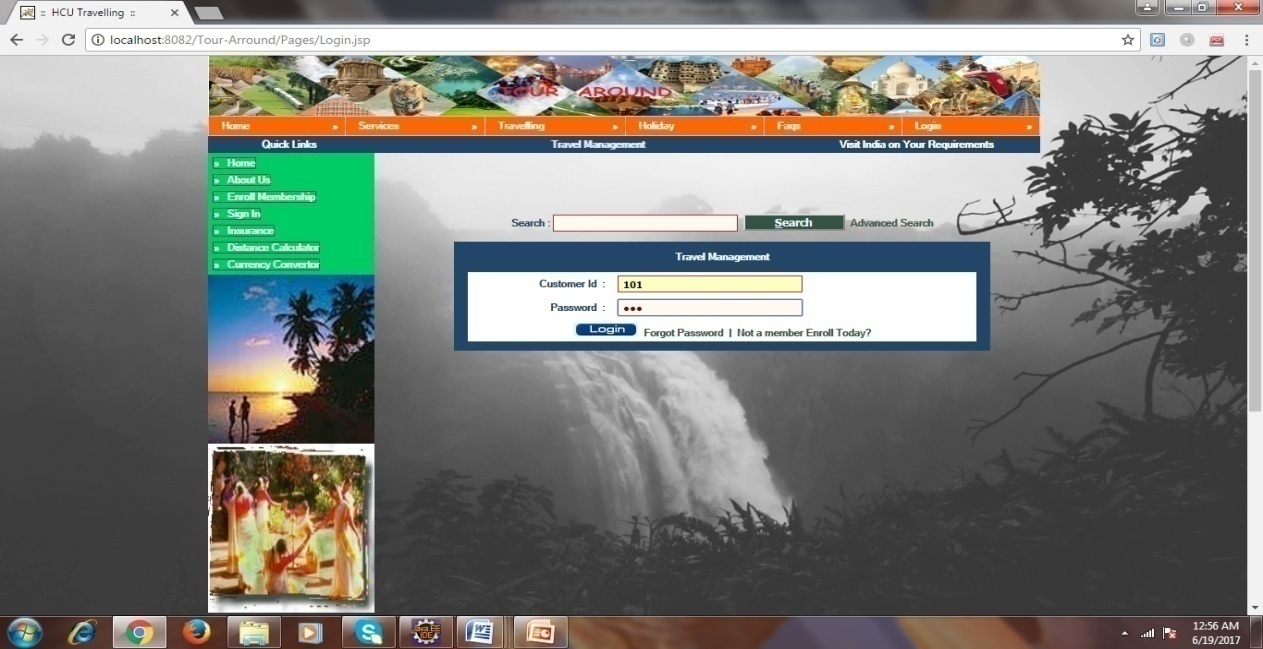 :: HCU Travelling ::
localhost:8082/Tour-Arround/Pages/Login.jsp
TOUR AROUND
Home » Services » Travelling » Holiday » Faqs » Login »
Quick Links Travel Management Visit India on Your Requirements
» Home
» About Us
» Enroll Membership
» Sign In
» Insurance
» Distance Calculator
» Currency Convertor
Search : Search Advanced Search
Travel Management
Customer Id : 101
Password : •••
Login Forgot Password | Not a member Enroll Today?
Java EE
IDE
12:56 AM
6/19/2017